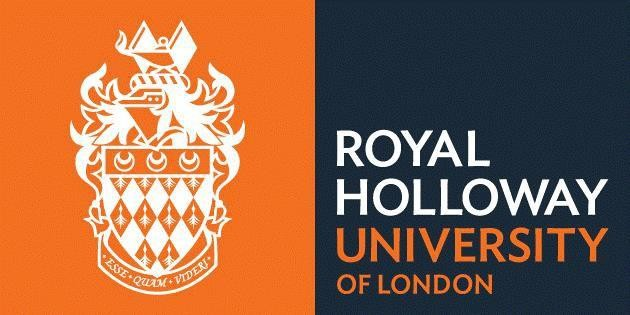 ·ESSE·QUAM·VIDERI·
ROYAL
HOLLOWAY
UNIVERSITY
OF LONDON